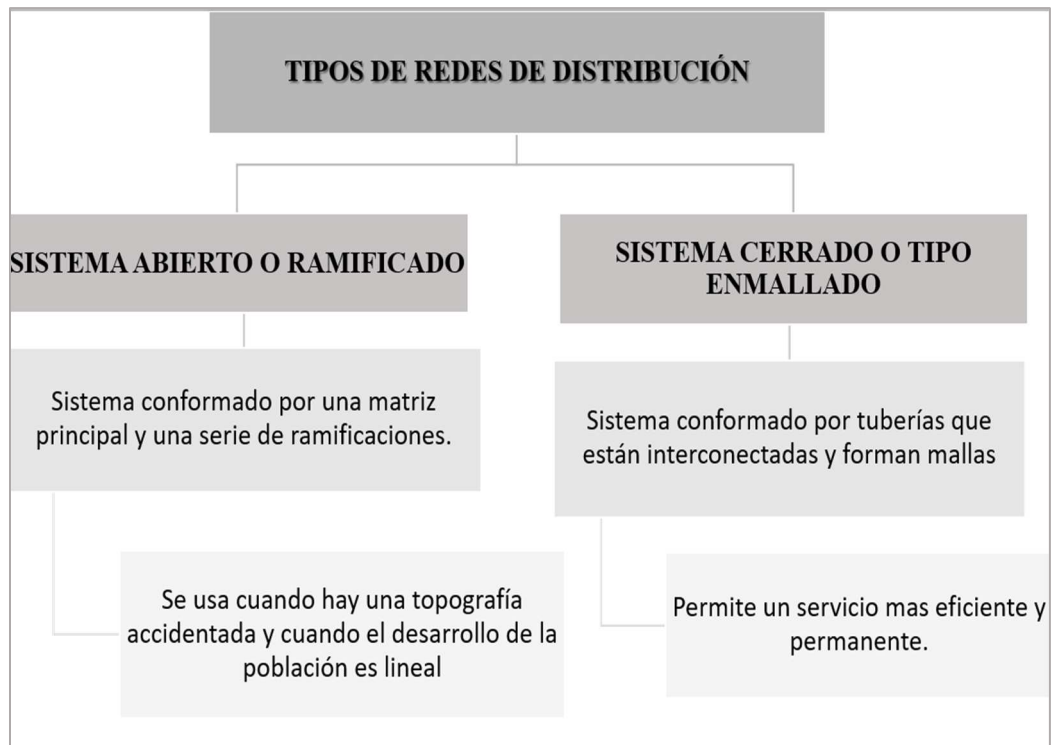 TIPOS DE REDES DE DISTRIBUCIÓN
SISTEMA ABIERTO O RAMIFICADO
Sistema conformado por una matriz
principal y una serie de ramificaciones.
Se usa cuando hay una topografía
accidentada y cuando el desarrollo de la
población es lineal
SISTEMA CERRADO O TIPO
ENMALLADO
Sistema conformado por tuberías que
están interconectadas y forman mallas
Permite un servicio mas eficiente y
permanente.